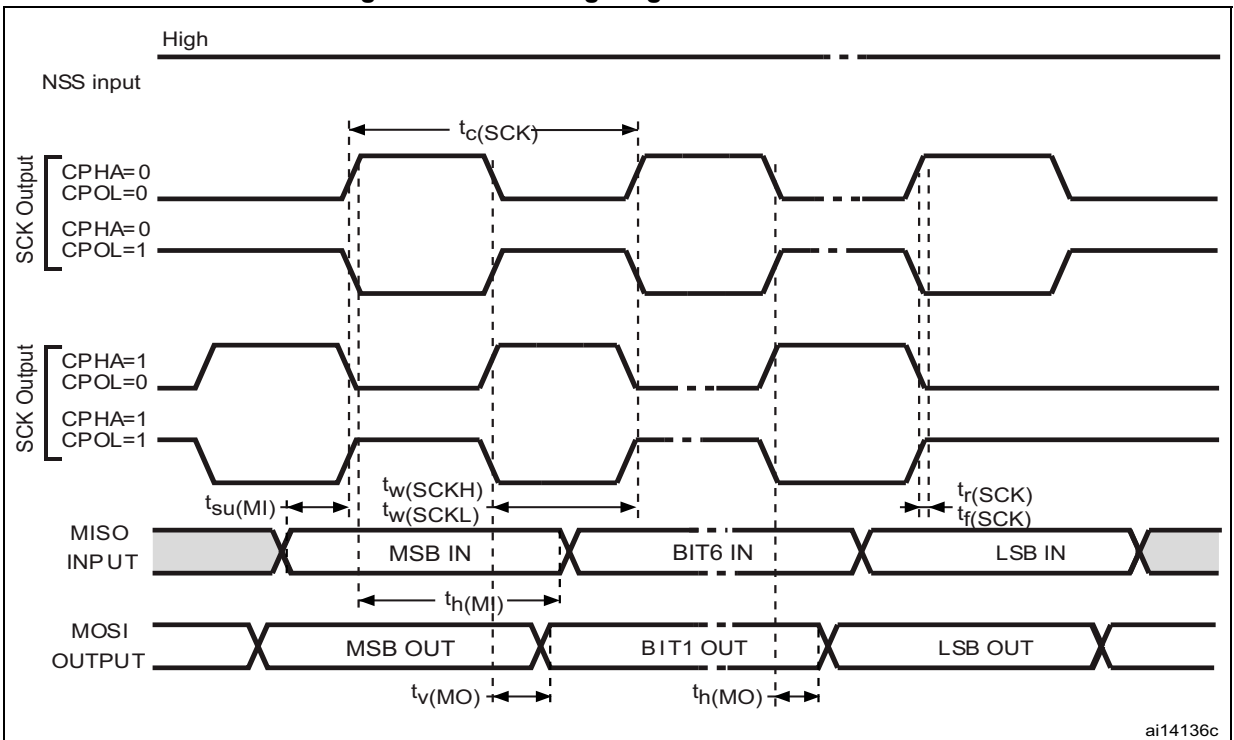 High
NSS input
tc(SCK)
SCK Output
CPHA=0
CPOL=0
CPHA=0
CPOL=1
SCK Output
CPHA=1
CPOL=0
CPHA=1
CPOL=1
tsu(MI)
tw(SCKH)
tw(SCKL)
tr(SCK)
tf(SCK)
MISO
INPUT
MSB IN
BIT6 IN
LSB IN
th(MI)
MOSI
OUTPUT
MSB OUT
BIT1 OUT
LSB OUT
tv(MO)
th(MO)
ai14136c